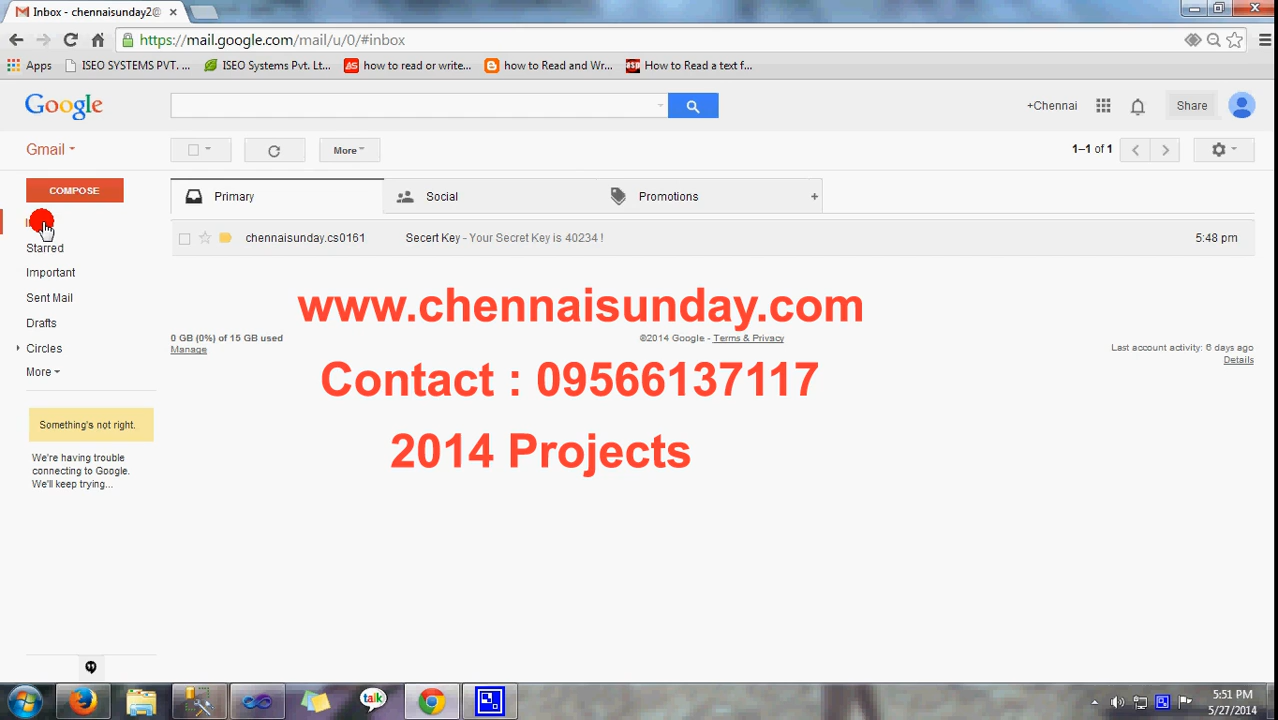 Inbox - chennaisunday2@
https://mail.google.com/mail/u/0/#inbox
Apps
ISEO SYSTEMS PVT. ...
ISEO Systems Pvt. Lt...
how to read or write...
how to Read and Wr...
How to Read a text f...
Google
+Chennai
Share
Gmail
More
1–1 of 1
COMPOSE
Primary
Social
Promotions
+
Starred
Important
Sent Mail
Drafts
Circles
More
chennaisunday.cs0161
Secert Key - Your Secret Key is 40234 !
5:48 pm
www.chennaisunday.com
0 GB (0%) of 15 GB used
Manage
©2014 Google - Terms & Privacy
Last account activity: 6 days ago
Details
Contact : 09566137117
2014 Projects
Something's not right.
We're having trouble
connecting to Google.
We'll keep trying...
talk
5:51 PM
5/27/2014